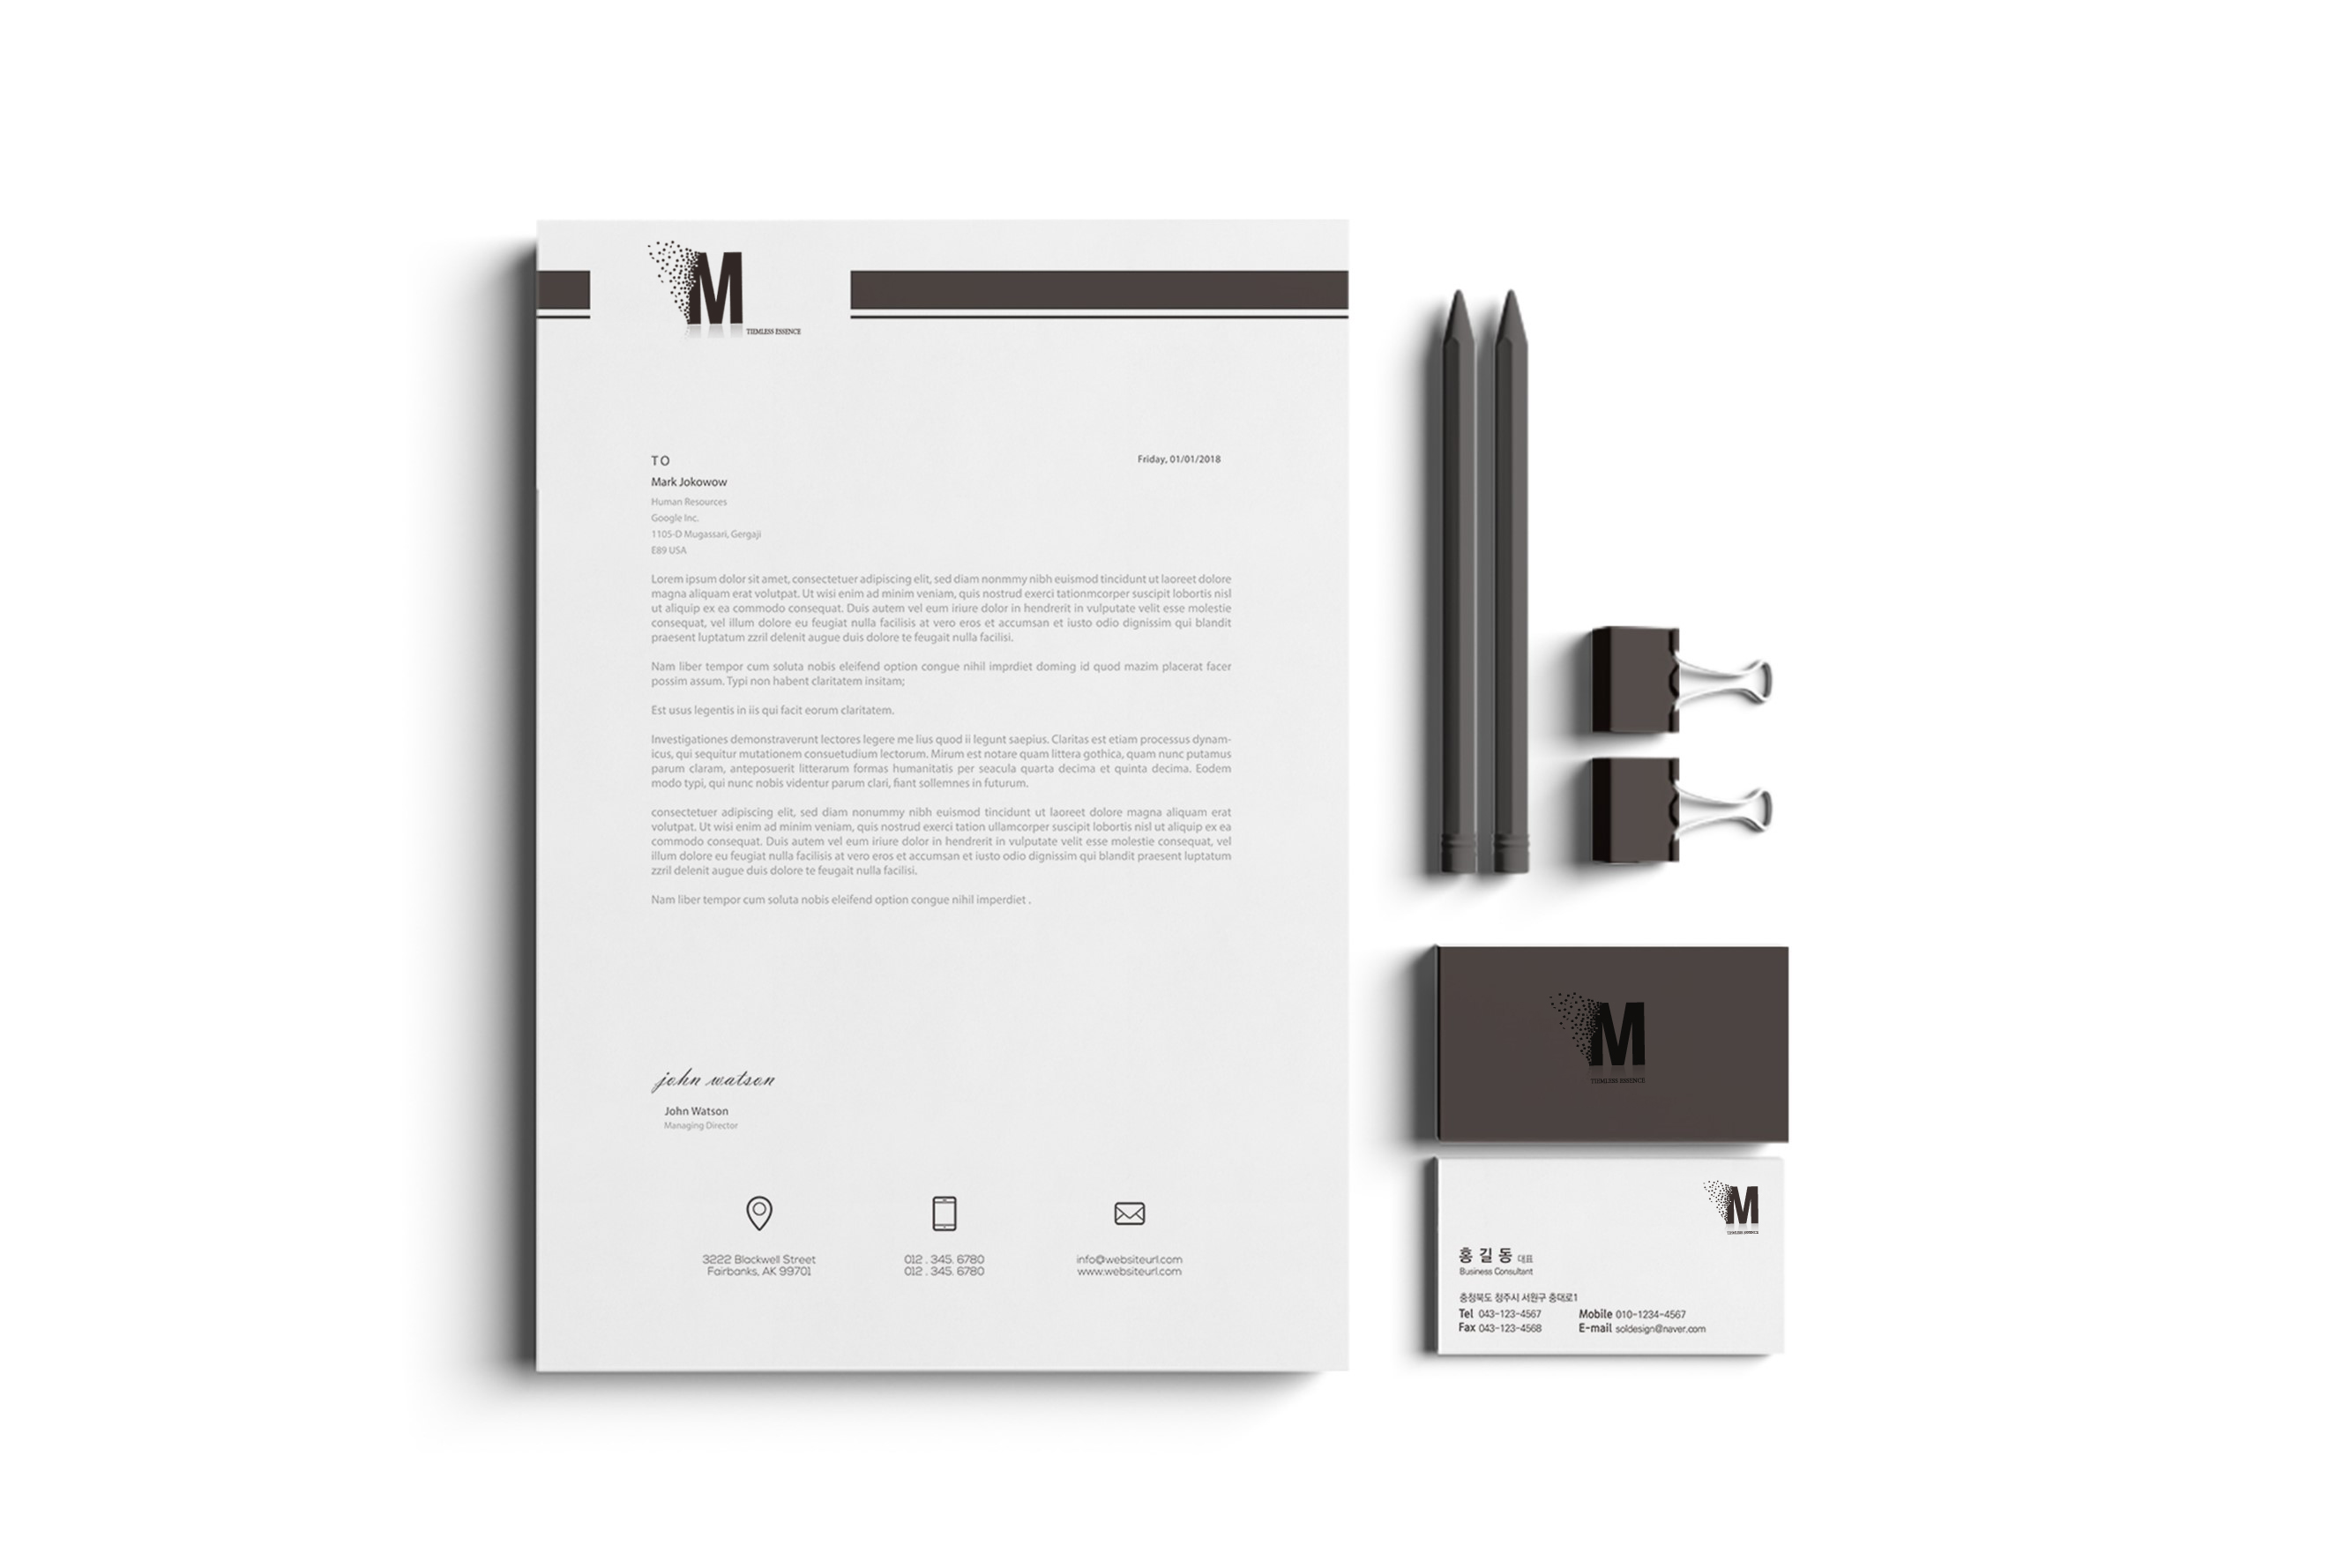 M
TIEMLESS ESSENCE
TO
Friday, 01/01/2018
Mark Jokowow
Human Resources
Google Inc.
1105-D Mugassari, Gergaji
E89 USA
Lorem ipsum dolor sit amet, consectetuer adipiscing elit, sed diam nonmmy nibh euismod tincidunt ut laoreet dolore
magna aliquam erat volutpat. Ut wisi enim ad minim veniam, quis nostrud exerci tationmcorper suscipit lobortis nisl
ut aliquip ex ea commodo consequat. Duis autem vel eum iriure dolor in hendrerit in vulputate velit esse molestie
consequat, vel illum dolore eu feugiat nulla facilisis at vero eros et accumsan et iusto odio dignissim qui blandit
praesent luptatum zzril delenit augue duis dolore te feugait nulla facilisi.
Nam liber tempor cum soluta nobis eleifend option congue nihil imprdiet doming id quod mazim placerat facer
possim assum. Typi non habent claritatem insitam;
Est usus legentis in iis qui facit eorum claritatem.
Investigationes demonstraverunt lectores legere me lius quod ii legunt saepius. Claritas est etiam processus dynam-
icus, qui sequitur mutationem consuetudium lectorum. Mirum est notare quam littera gothica, quam nunc putamus
parum claram, anteposuerit litterarum formas humanitatis per seacula quarta decima et quinta decima. Eodem
modo typi, qui nunc nobis videntur parum clari, fiant sollemnes in futurum.
consectetuer adipiscing elit, sed diam nonummy nibh euismod tincidunt ut laoreet dolore magna aliquam erat
volutpat. Ut wisi enim ad minim veniam, quis nostrud exerci tation ullamcorper suscipit lobortis nisl ut aliquip ex ea
commodo consequat. Duis autem vel eum iriure dolor in hendrerit in vulputate velit esse molestie consequat, vel
illum dolore eu feugiat nulla facilisis at vero eros et accumsan et iusto odio dignissim qui blandit praesent luptatum
zzril delenit augue duis dolore te feugait nulla facilisi.
Nam liber tempor cum soluta nobis eleifend option congue nihil imperdiet .
john watson
John Watson
Managing Director
3222 Blackwell Street
Fairbanks, AK 99701
012 . 345. 6780
012 . 345. 6780
info@websiteurl.com
www.websiteurl.com
M
TIEMLESS ESSENCE
M
TIEMLESS ESSENCE
홍 길 동 대표
Business Consultant
충청북도 청주시 서원구 충대로1
Tel 043-123-4567 Mobile 010-1234-4567
Fax 043-123-4568 E-mail soldesign@naver.com